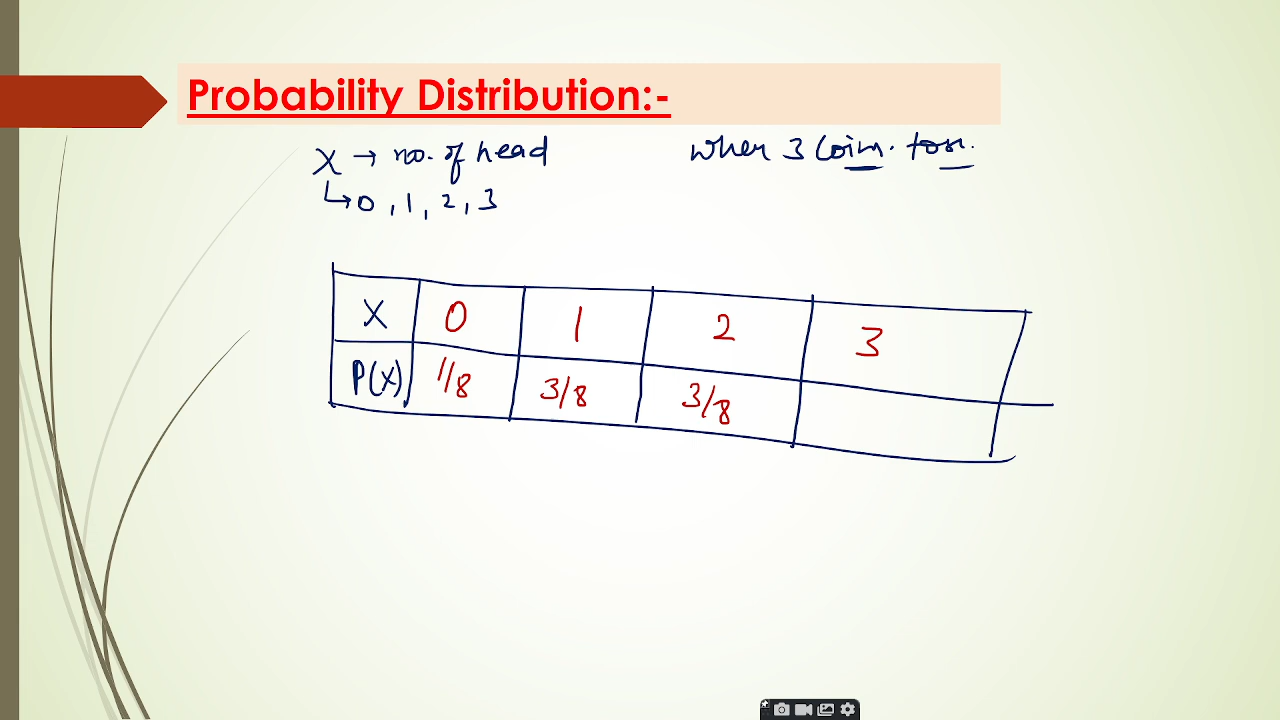 Probability Distribution:-
X → no. of head when 3 Coin. toss.
↳ 0, 1, 2, 3
X 0 1 2 3
P(X) 1/8 3/8 3/8